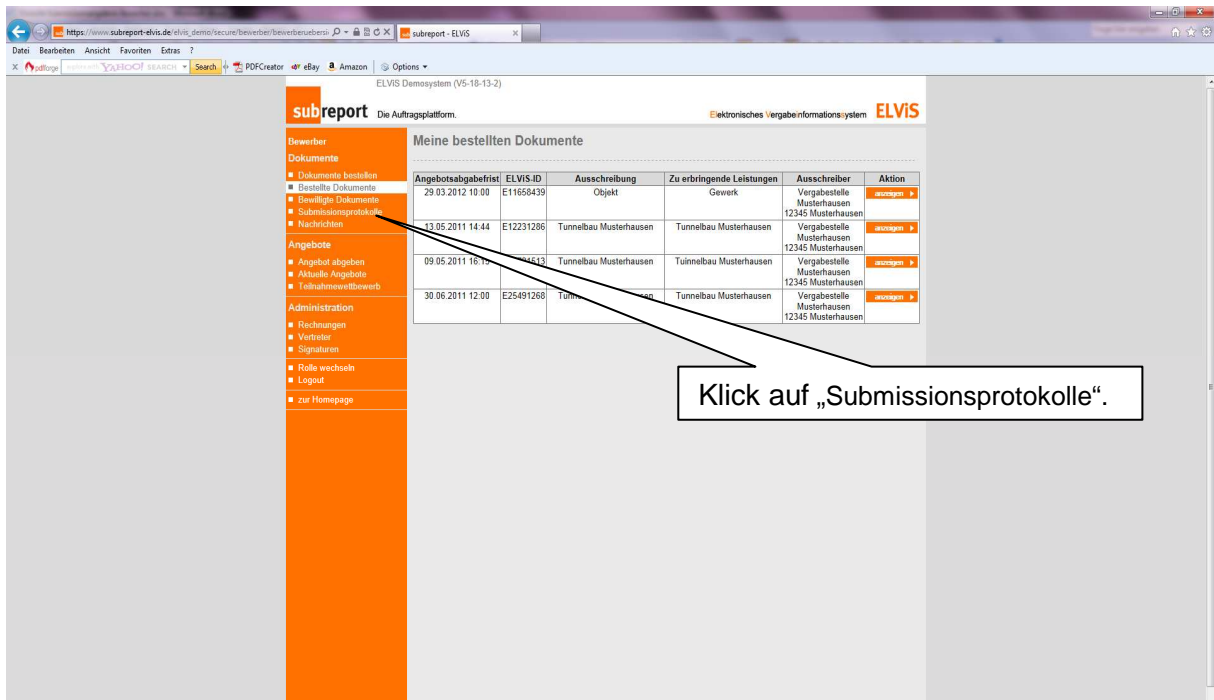 https://www.subreport-elvis.de/elvis_demo/secure/bewerber/bewerberuebersi
subreport - ELViS
Datei Bearbeiten Ansicht Favoriten Extras ?
pdfforge YAHOO! SEARCH Search PDFCreator eBay Amazon Options
ELViS Demosystem (V5-18-13-2)
subreport Die Auftragsplattform.
Elektronisches Vergabeinformationssystem ELViS
Bewerber
Dokumente
Dokumente bestellen
Bestellte Dokumente
Bewilligte Dokumente
Submissionsprotokolle
Nachrichten
Angebote
Angebot abgeben
Aktuelle Angebote
Teilnahmewettbewerb
Administration
Rechnungen
Vertreter
Signaturen
Rolle wechseln
Logout
zur Homepage
Meine bestellten Dokumente
Angebotsabgabefrist ELViS-ID Ausschreibung Zu erbringende Leistungen Ausschreiber Aktion
29.03.2012 10:00 E11658439 Objekt Gewerk Vergabestelle anzeigen
Musterhausen
12345 Musterhausen
13.05.2011 14:44 E12231286 Tunnelbau Musterhausen Tunnelbau Musterhausen Vergabestelle anzeigen
Musterhausen
12345 Musterhausen
09.05.2011 16:15 Tunnelbau Musterhausen Tuinnelbau Musterhausen Vergabestelle anzeigen
Musterhausen
12345 Musterhausen
30.06.2011 12:00 E25491268 Tunnelbau Musterhausen Vergabestelle anzeigen
Musterhausen
12345 Musterhausen
Klick auf „Submissionsprotokolle“.